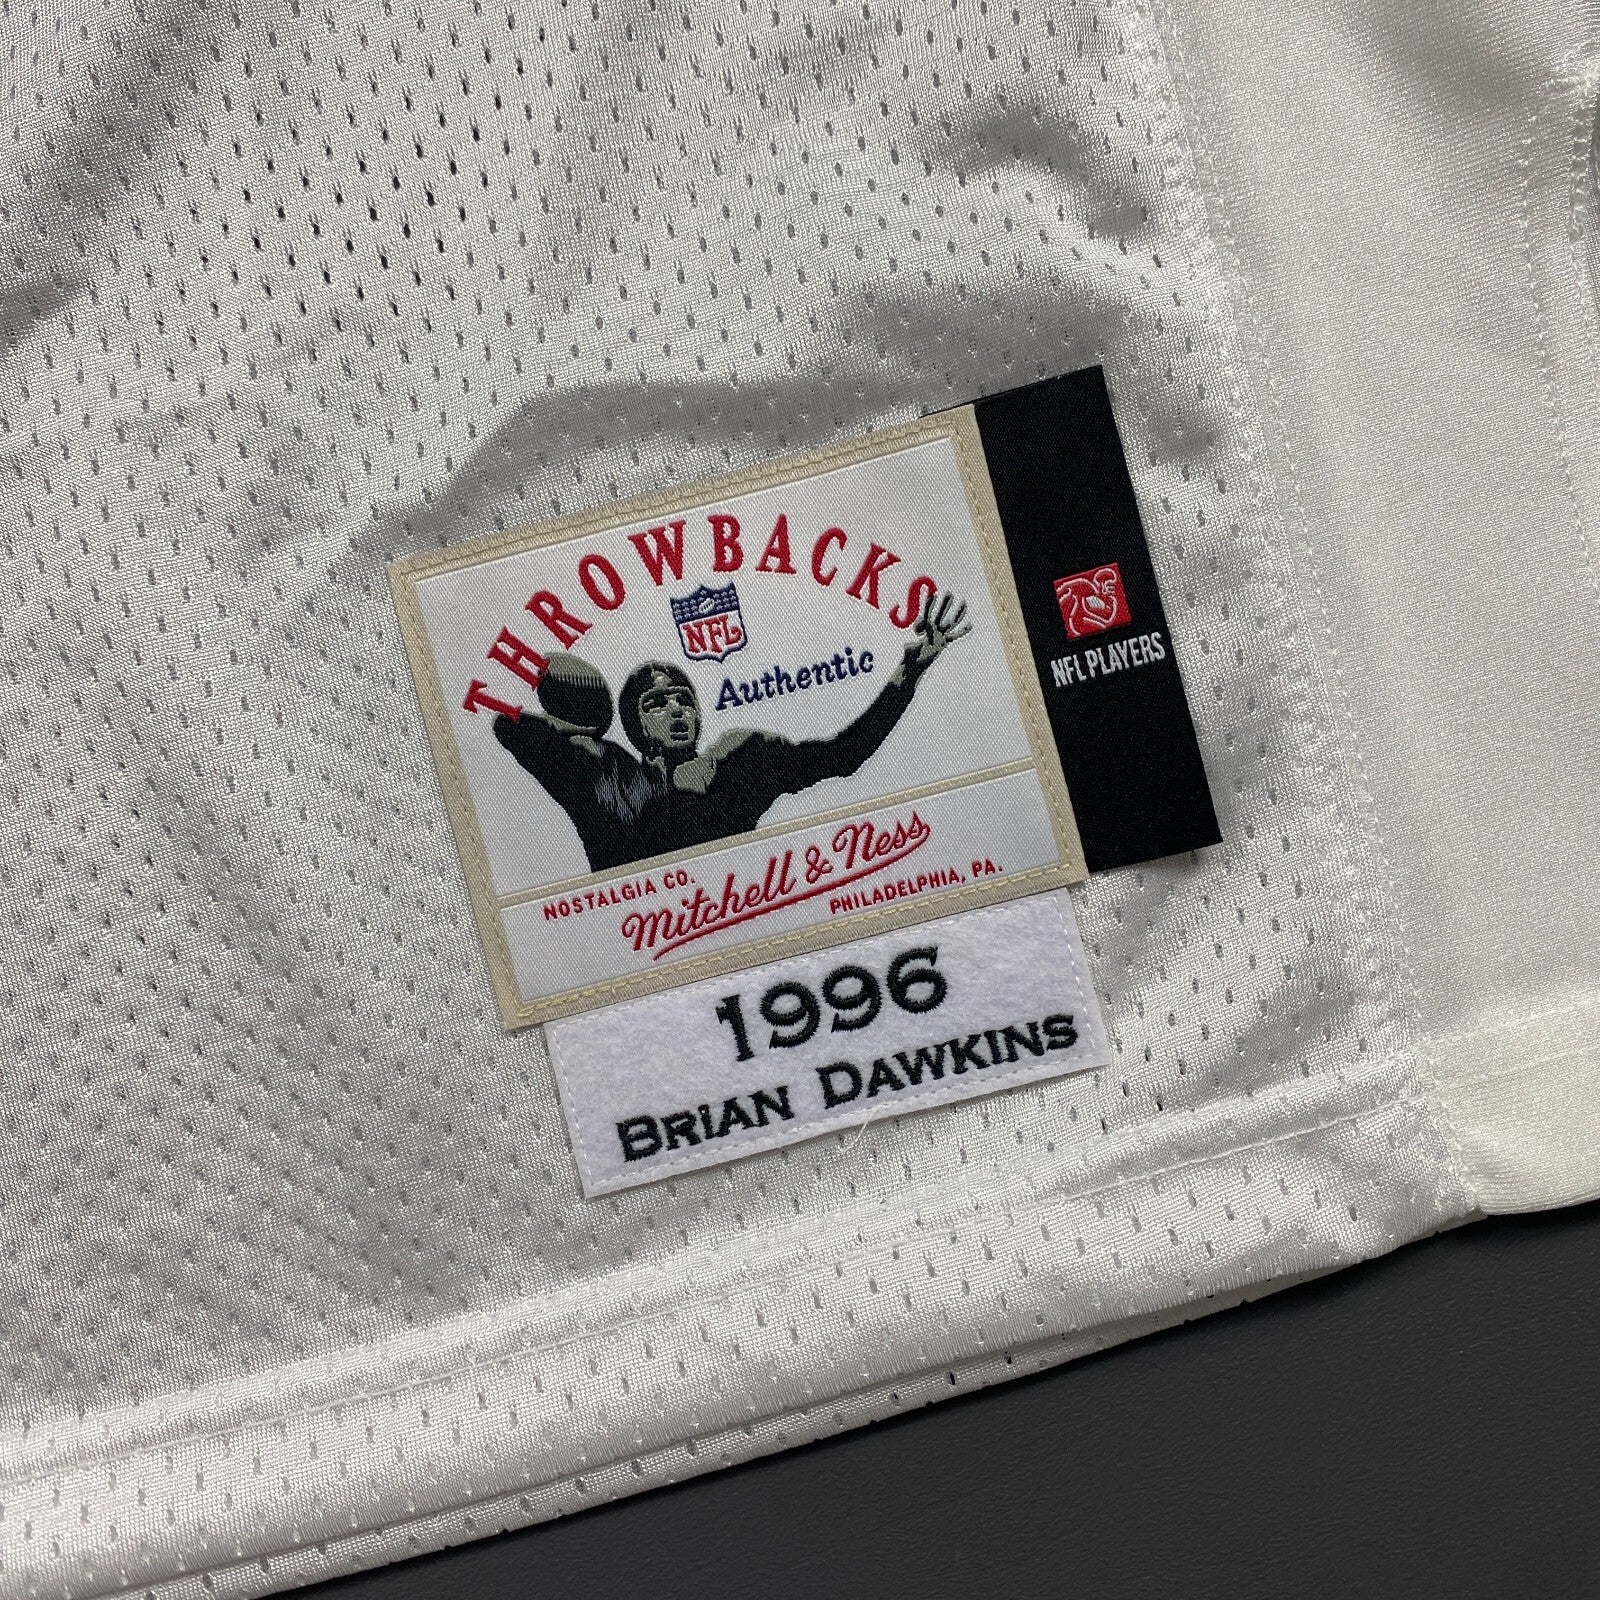 THROWBACKS
NFL
Authentic
NFL PLAYERS
NOSTALGIA CO.
Mitchell & Ness
PHILADELPHIA, PA.
1996
BRIAN DAWKINS